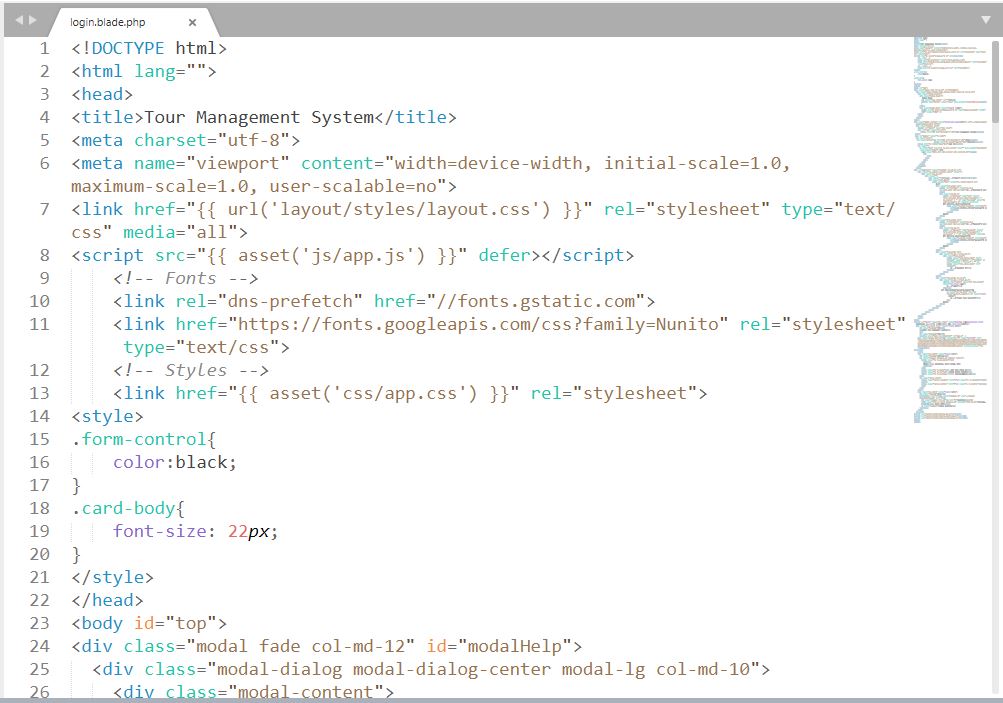 login.blade.php ×
1 <!DOCTYPE html>
2 <html lang="">
3 <head>
4 <title>Tour Management System</title>
5 <meta charset="utf-8">
6 <meta name="viewport" content="width=device-width, initial-scale=1.0,
maximum-scale=1.0, user-scalable=no">
7 <link href="{{ url('layout/styles/layout.css') }}" rel="stylesheet" type="text/
css" media="all">
8 <script src="{{ asset('js/app.js') }}" defer></script>
9     <!-- Fonts -->
10     <link rel="dns-prefetch" href="//fonts.gstatic.com">
11     <link href="https://fonts.googleapis.com/css?family=Nunito" rel="stylesheet"
     type="text/css">
12     <!-- Styles -->
13     <link href="{{ asset('css/app.css') }}" rel="stylesheet">
14 <style>
15 .form-control{
16     color:black;
17 }
18 .card-body{
19     font-size: 22px;
20 }
21 </style>
22 </head>
23 <body id="top">
24 <div class="modal fade col-md-12" id="modalHelp">
25   <div class="modal-dialog modal-dialog-center modal-lg col-md-10">
26     <div class="modal-content">